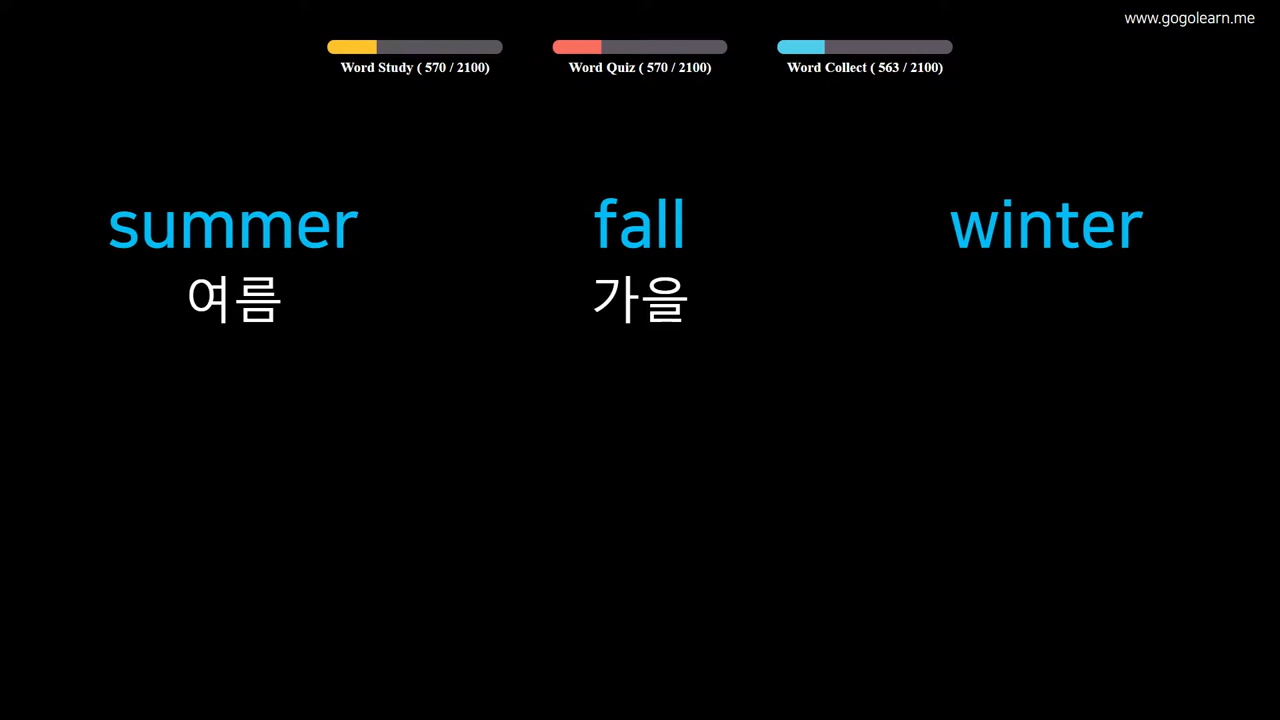 www.gogolearn.me
Word Study ( 570 / 2100)
Word Quiz ( 570 / 2100)
Word Collect ( 563 / 2100)
summer
fall
winter
여름
가을